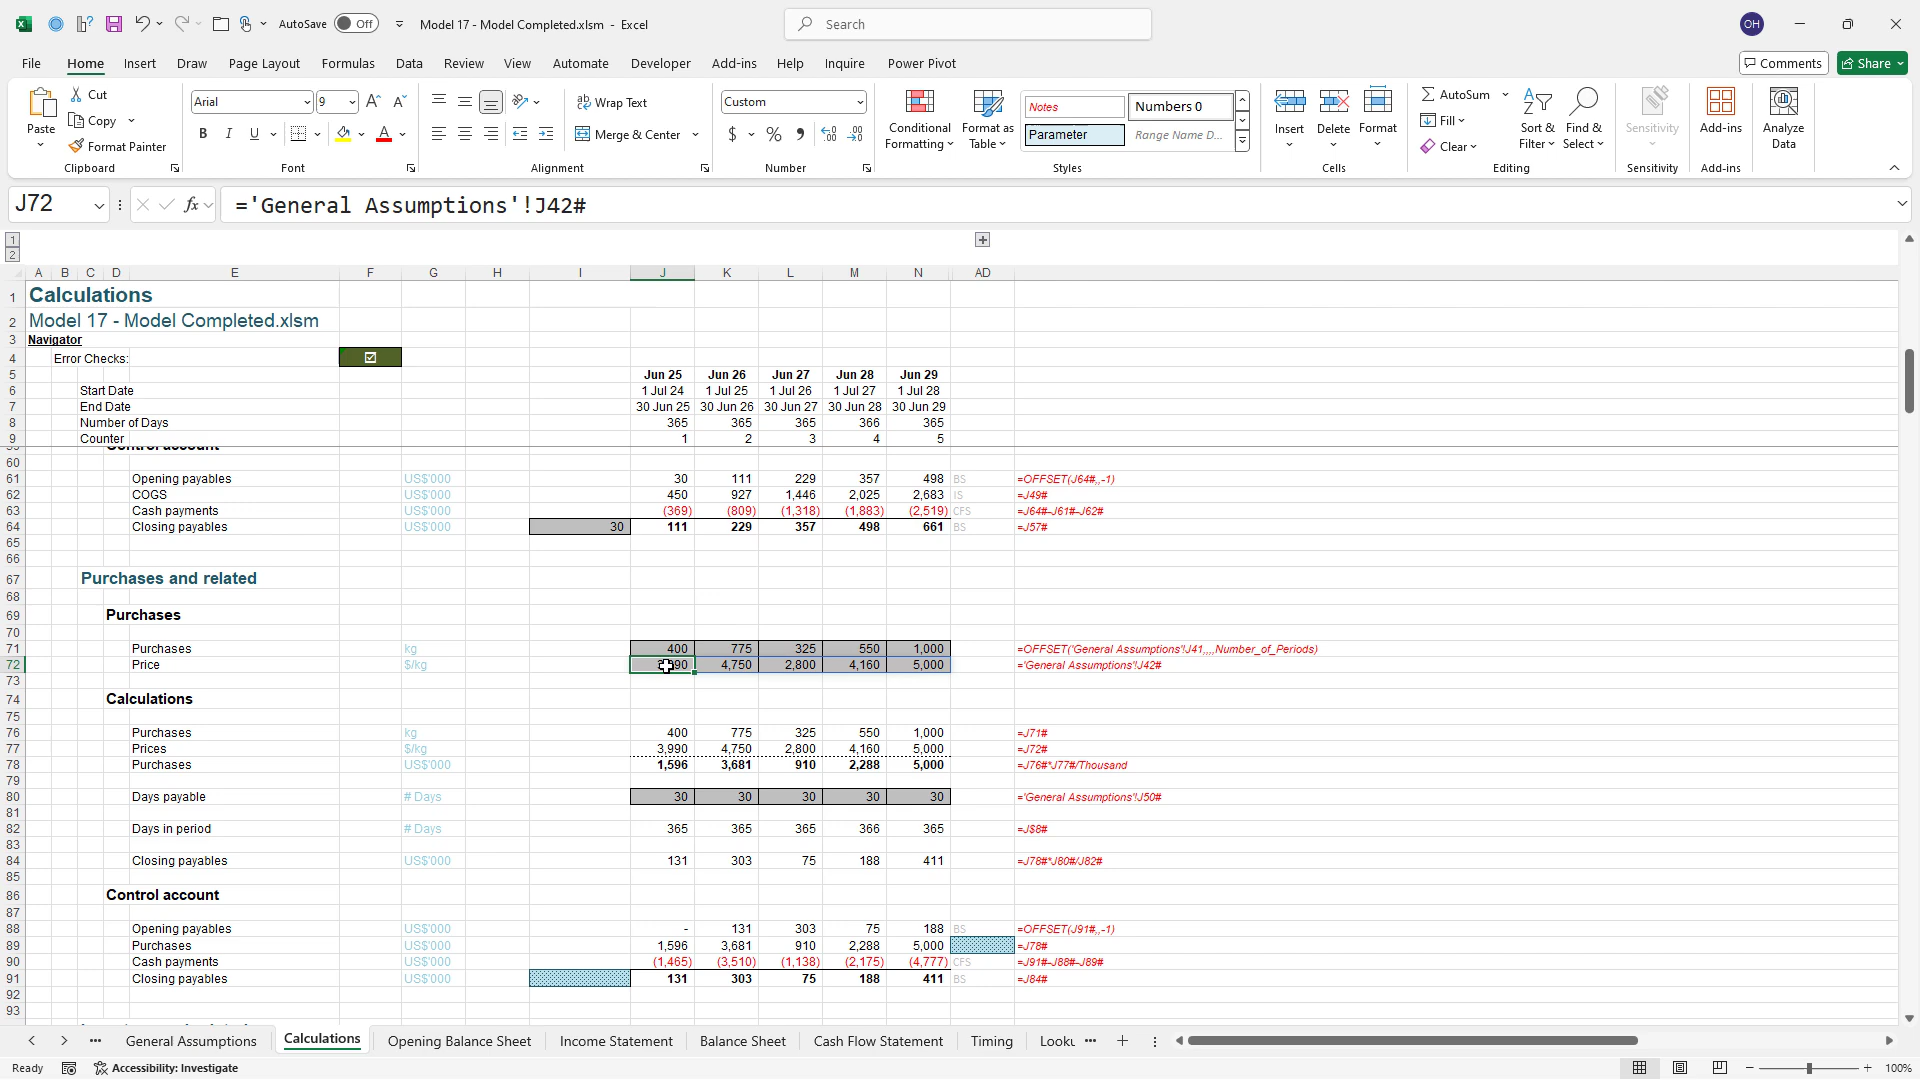 AutoSave Off Model 17 - Model Completed.xlsm - Excel Search OH
File Home Insert Draw Page Layout Formulas Data Review View Automate Developer Add-ins Help Inquire Power Pivot Comments Share
Paste Cut Copy Format Painter Clipboard
Arial 9 B I U Font
Wrap Text Merge & Center Alignment
Custom $ % Number
Conditional Formatting Format as Table Notes Numbers 0 Parameter Range Name D... Styles
Insert Delete Format Cells
AutoSum Fill Clear Sort & Filter Find & Select Editing
Sensitivity Sensitivity Add-ins Add-ins Analyze Data
J72 fx ='General Assumptions'!J42#
1
2
A B C D E F G H I J K L M N AD
1 Calculations
2 Model 17 - Model Completed.xlsm
3 Navigator
4 Error Checks:
5 Jun 25 Jun 26 Jun 27 Jun 28 Jun 29
6 Start Date 1 Jul 24 1 Jul 25 1 Jul 26 1 Jul 27 1 Jul 28
7 End Date 30 Jun 25 30 Jun 26 30 Jun 27 30 Jun 28 30 Jun 29
8 Number of Days 365 365 365 366 365
9 Counter 1 2 3 4 5
Control account
60
61 Opening payables US$'000 30 111 229 357 498 BS =OFFSET(J64#,,-1)
62 COGS US$'000 450 927 1,446 2,025 2,683 IS =J49#
63 Cash payments US$'000 (369) (809) (1,318) (1,883) (2,519) CFS =J64#-J61#-J62#
64 Closing payables US$'000 30 111 229 357 498 661 BS =J57#
65
66
67 Purchases and related
68
69 Purchases
70
71 Purchases kg 400 775 325 550 1,000 =OFFSET('General Assumptions'!J41,,,,Number_of_Periods)
72 Price $/kg 4,750 2,800 4,160 5,000 ='General Assumptions'!J42#
73
74 Calculations
75
76 Purchases kg 400 775 325 550 1,000 =J71#
77 Prices $/kg 3,990 4,750 2,800 4,160 5,000 =J72#
78 Purchases US$'000 1,596 3,681 910 2,288 5,000 =J76#*J77#/Thousand
79
80 Days payable # Days 30 30 30 30 30 ='General Assumptions'!J50#
81
82 Days in period # Days 365 365 365 366 365 =J$8#
83
84 Closing payables US$'000 131 303 75 188 411 =J78#*J80#/J82#
85
86 Control account
87
88 Opening payables US$'000 - 131 303 75 188 BS =OFFSET(J91#,,-1)
89 Purchases US$'000 1,596 3,681 910 2,288 5,000 =J78#
90 Cash payments US$'000 (1,465) (3,510) (1,138) (2,175) (4,777) CFS =J91#-J88#-J89#
91 Closing payables US$'000 131 303 75 188 411 BS =J84#
92
93
General Assumptions Calculations Opening Balance Sheet Income Statement Balance Sheet Cash Flow Statement Timing Looku
Ready Accessibility: Investigate 100%